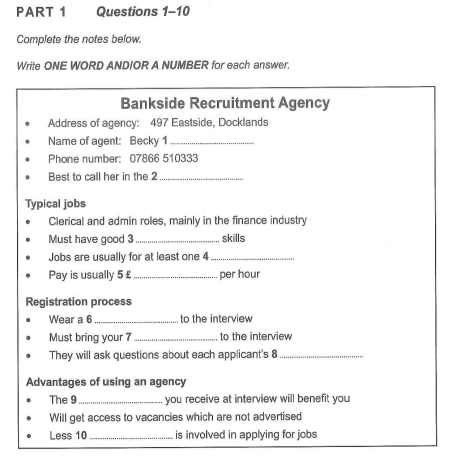 PART 1 Questions 1–10
Complete the notes below.
Write ONE WORD AND/OR A NUMBER for each answer.
Bankside Recruitment Agency
• Address of agency: 497 Eastside, Docklands
• Name of agent: Becky 1 ..............................
• Phone number: 07866 510333
• Best to call her in the 2 ..............................
Typical jobs
• Clerical and admin roles, mainly in the finance industry
• Must have good 3 .............................. skills
• Jobs are usually for at least one 4 ..............................
• Pay is usually 5 £ .............................. per hour
Registration process
• Wear a 6 .............................. to the interview
• Must bring your 7 .............................. to the interview
• They will ask questions about each applicant's 8 ..............................
Advantages of using an agency
• The 9 .............................. you receive at interview will benefit you
• Will get access to vacancies which are not advertised
• Less 10 .............................. is involved in applying for jobs